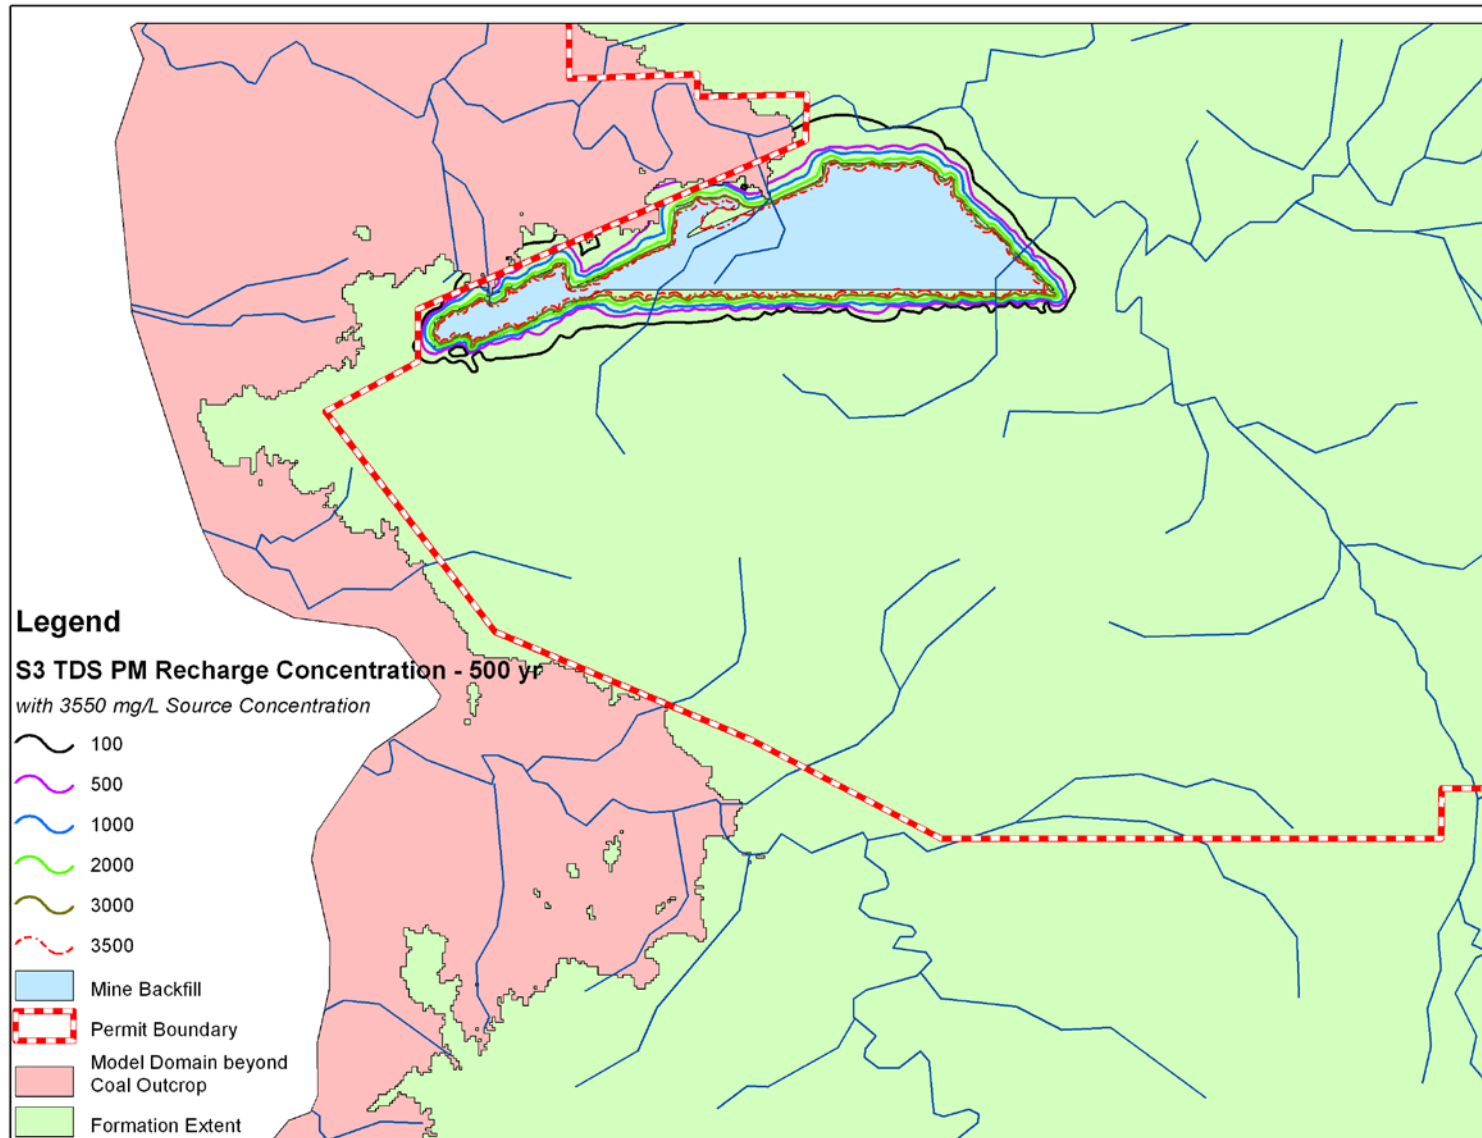 Legend
S3 TDS PM Recharge Concentration - 500 yr
with 3550 mg/L Source Concentration
100
500
1000
2000
3000
3500
Mine Backfill
Permit Boundary
Model Domain beyond
Coal Outcrop
Formation Extent